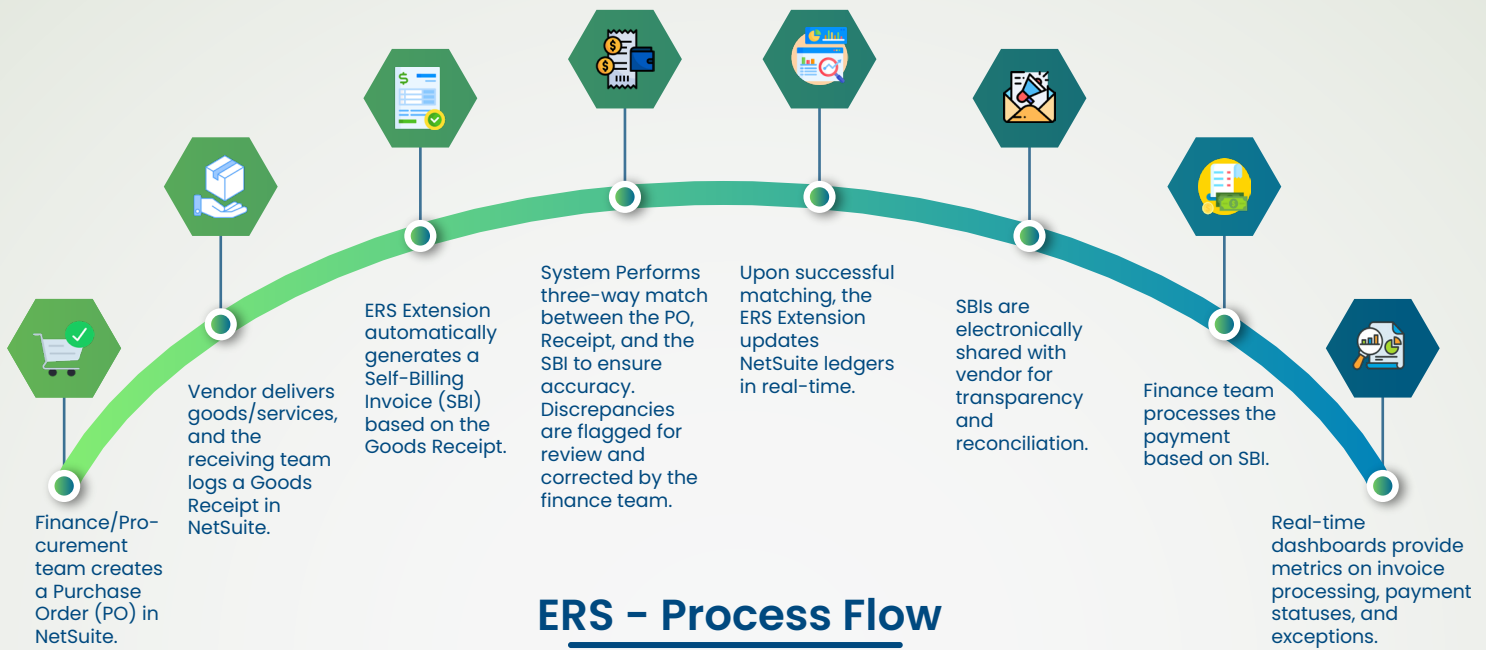 Finance/Pro-
curement
team creates
a Purchase
Order (PO) in
NetSuite.
Vendor delivers
goods/services,
and the
receiving team
logs a Goods
Receipt in
NetSuite.
ERS Extension
automatically
generates a
Self-Billing
Invoice (SBI)
based on the
Goods Receipt.
System Performs
three-way match
between the PO,
Receipt, and the
SBI to ensure
accuracy.
Discrepancies
are flagged for
review and
corrected by the
finance team.
Upon successful
matching, the
ERS Extension
updates
NetSuite ledgers
in real-time.
SBIs are
electronically
shared with
vendor for
transparency
and
reconciliation.
Finance team
processes the
payment
based on SBI.
Real-time
dashboards provide
metrics on invoice
processing, payment
statuses, and
exceptions.
ERS - Process Flow